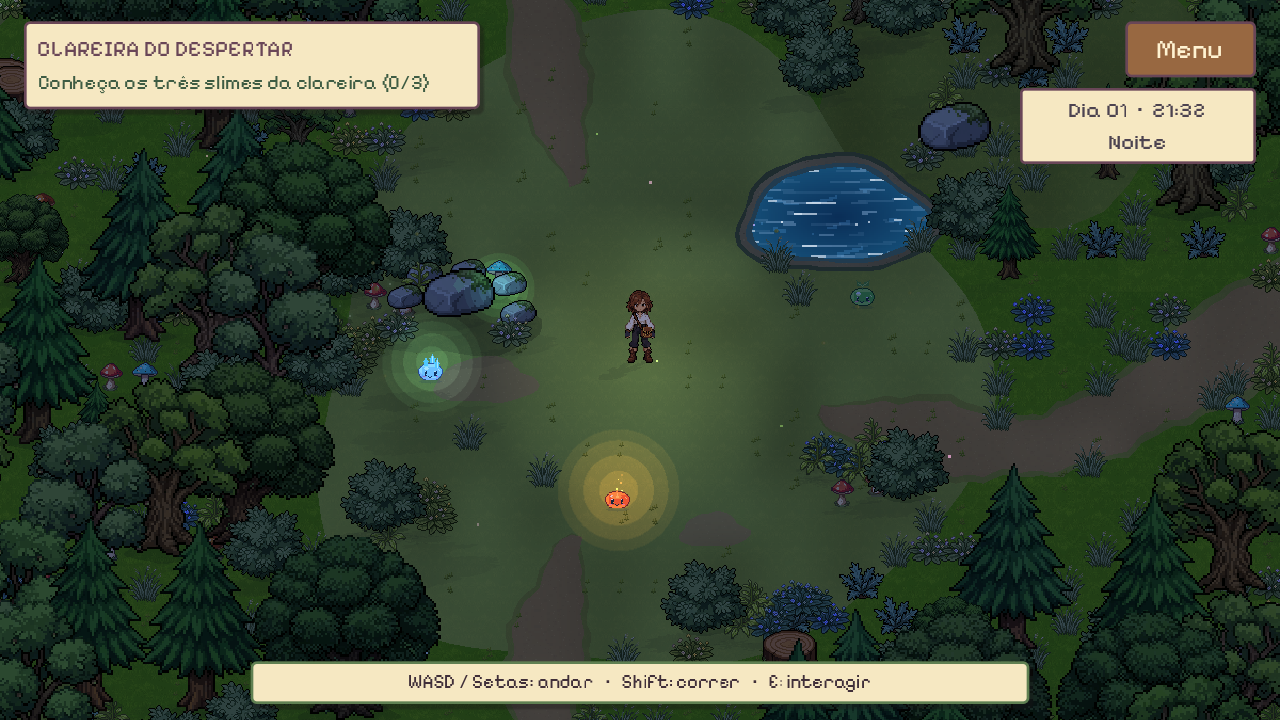 CLAREIRA DO DESPERTAR
Conheça os três slimes da clareira (0/3)
Menu
Dia 01 · 21:32
Noite
WASD / Setas: andar · Shift: correr · E: interagir